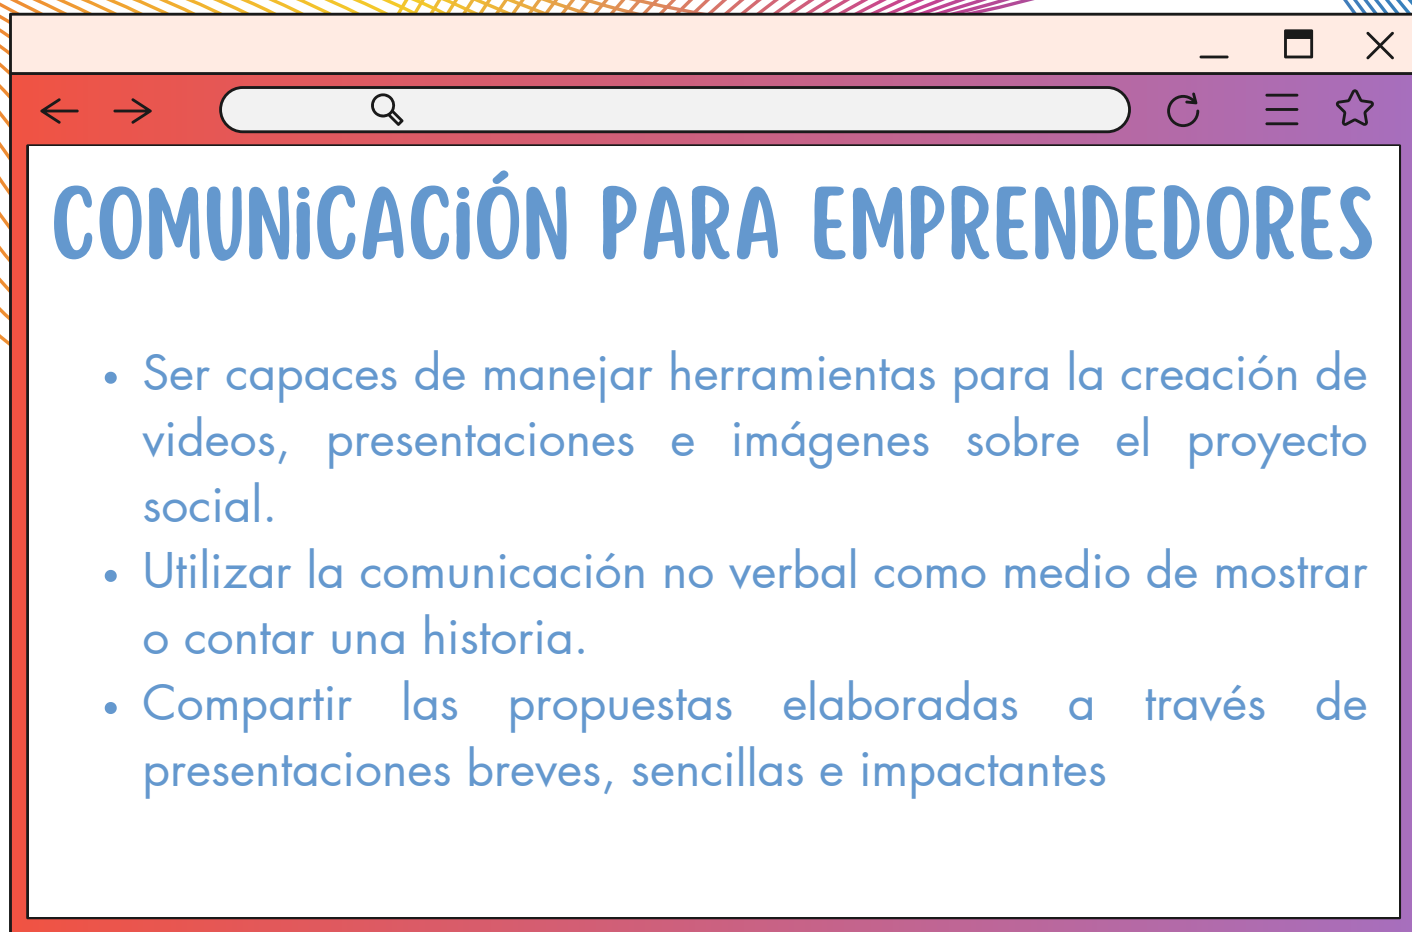 COMUNiCACiÓN PARA EMPRENDEDORES
• Ser capaces de manejar herramientas para la creación de
videos, presentaciones e imágenes sobre el proyecto
social.
• Utilizar la comunicación no verbal como medio de mostrar
o contar una historia.
• Compartir las propuestas elaboradas a través de
presentaciones breves, sencillas e impactantes